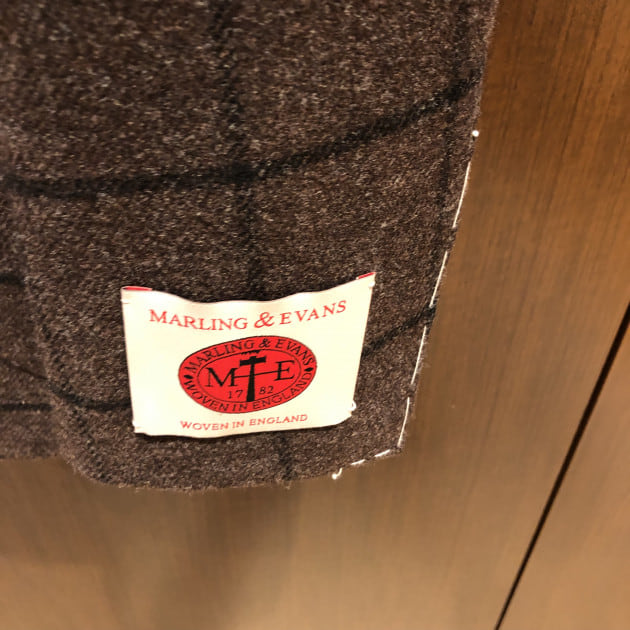 MARLING & EVANS
MARLING & EVANS
M E
17 82
WOVEN IN ENGLAND
WOVEN IN ENGLAND